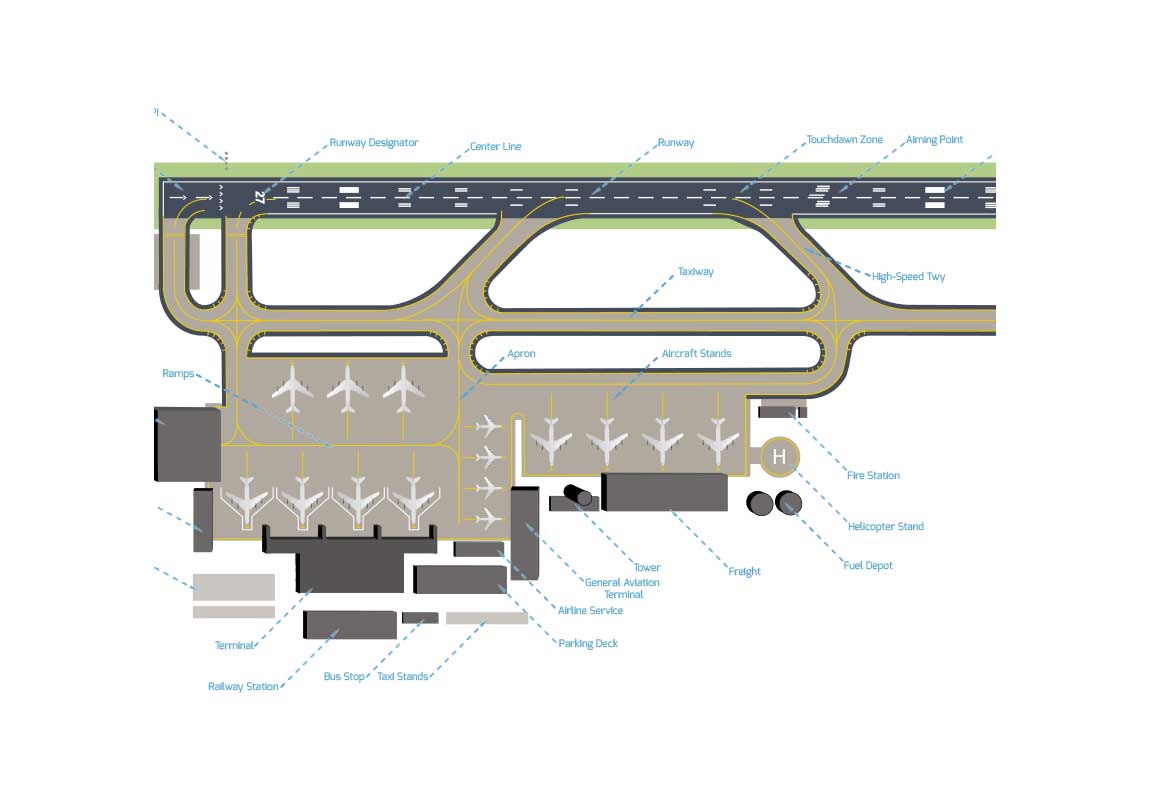 Runway Designator
Center Line
Runway
Touchdawn Zone
Aiming Point
27
Taxiway
High-Speed Twy
Ramps
Apron
Aircraft Stands
H
Fire Station
Helicopter Stand
Fuel Depot
Tower
Freight
General Aviation
Terminal
Airline Service
Parking Deck
Terminal
Bus Stop
Taxi Stands
Railway Station